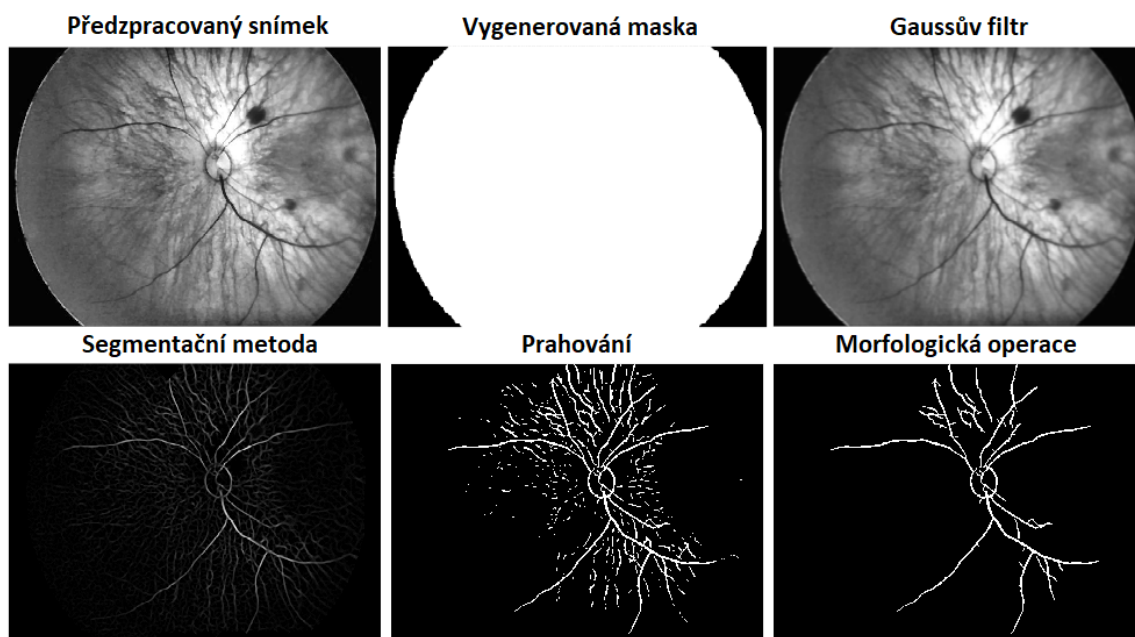 Předzpracovaný snímek
Vygenerovaná maska
Gaussův filtr
Segmentační metoda
Prahování
Morfologická operace